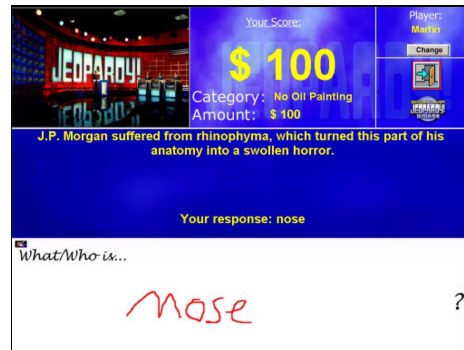 JEOPARDY!
Your Score:
$ 100
Category: No Oil Painting
Amount: $ 100
Player:
Martin
Change
JEOPARDY!
J.P. Morgan suffered from rhinophyma, which turned this part of his
anatomy into a swollen horror.
Your response: nose
What/Who is...
nose ?